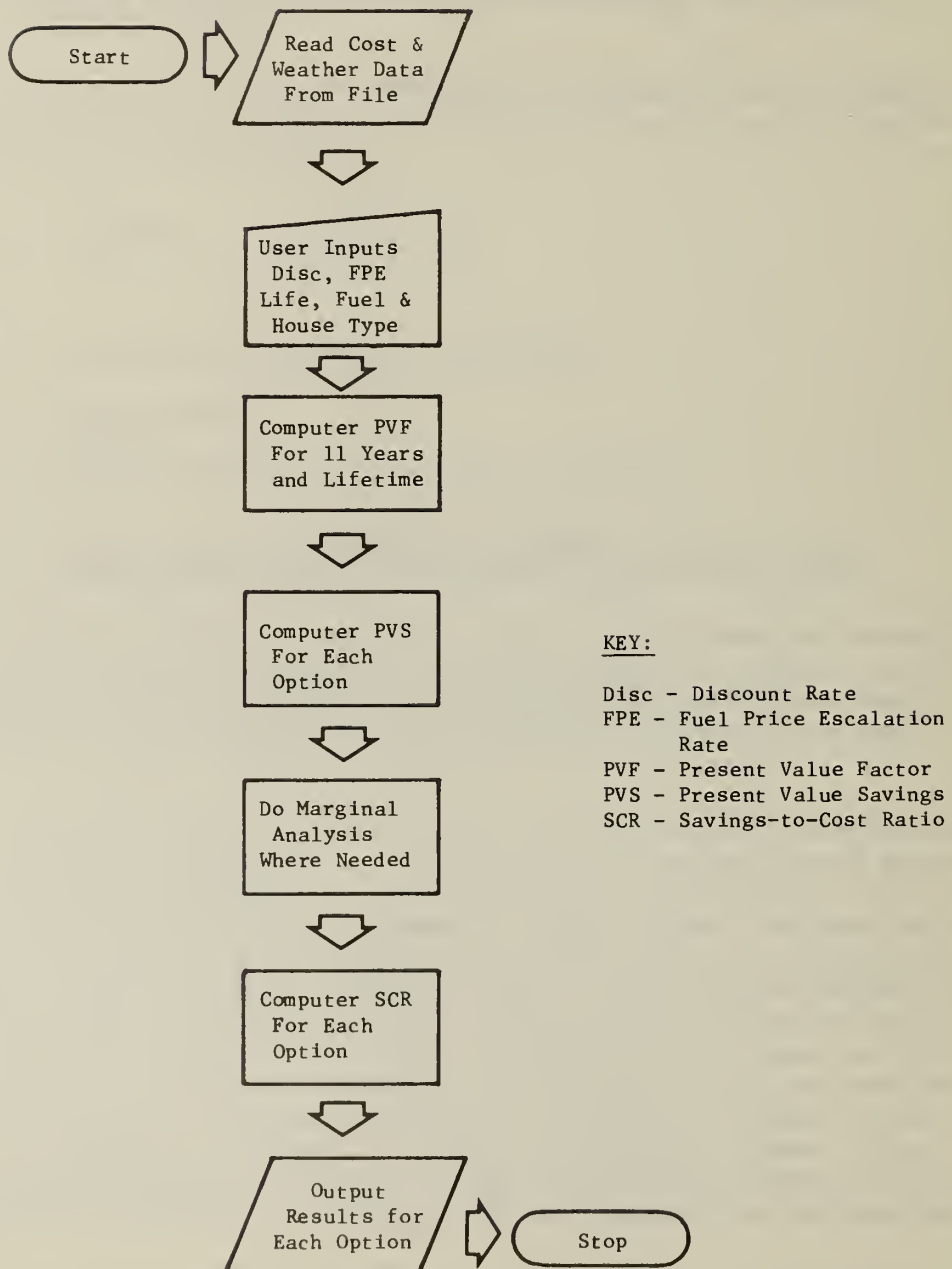 Start
Read Cost &
Weather Data
From File
User Inputs
Disc, FPE
Life, Fuel &
House Type
Computer PVF
For 11 Years
and Lifetime
Computer PVS
For Each
Option
Do Marginal
Analysis
Where Needed
Computer SCR
For Each
Option
Output
Results for
Each Option
Stop
KEY:
Disc - Discount Rate
FPE - Fuel Price Escalation
Rate
PVF - Present Value Factor
PVS - Present Value Savings
SCR - Savings-to-Cost Ratio